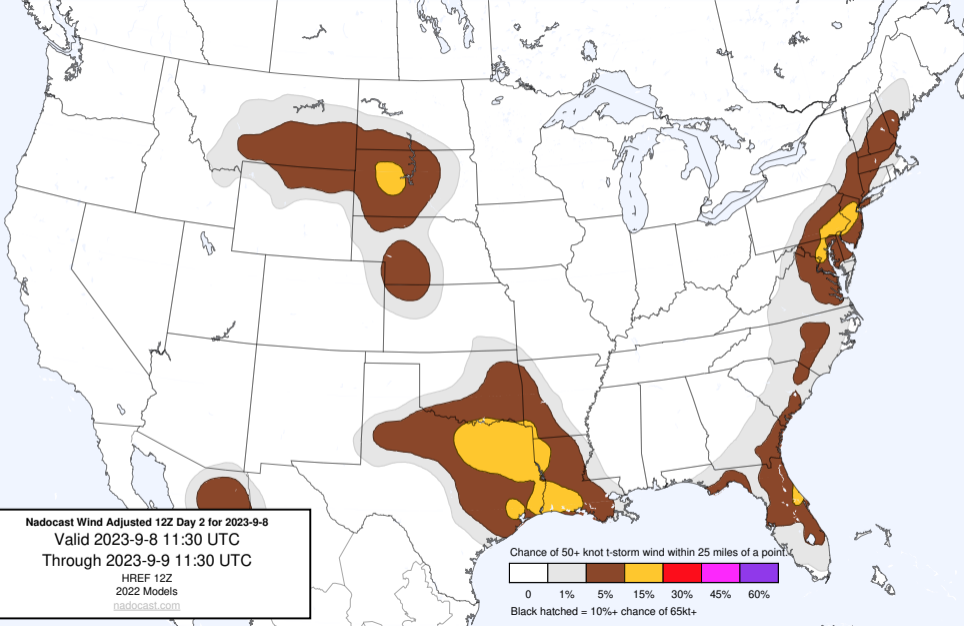 Nadocast Wind Adjusted 12Z Day 2 for 2023-9-8
Valid 2023-9-8 11:30 UTC
Through 2023-9-9 11:30 UTC
HREF 12Z
2022 Models
nadocast.com
Chance of 50+ knot t-storm wind within 25 miles of a point.
0 1% 5% 15% 30% 45% 60%
Black hatched = 10%+ chance of 65kt+